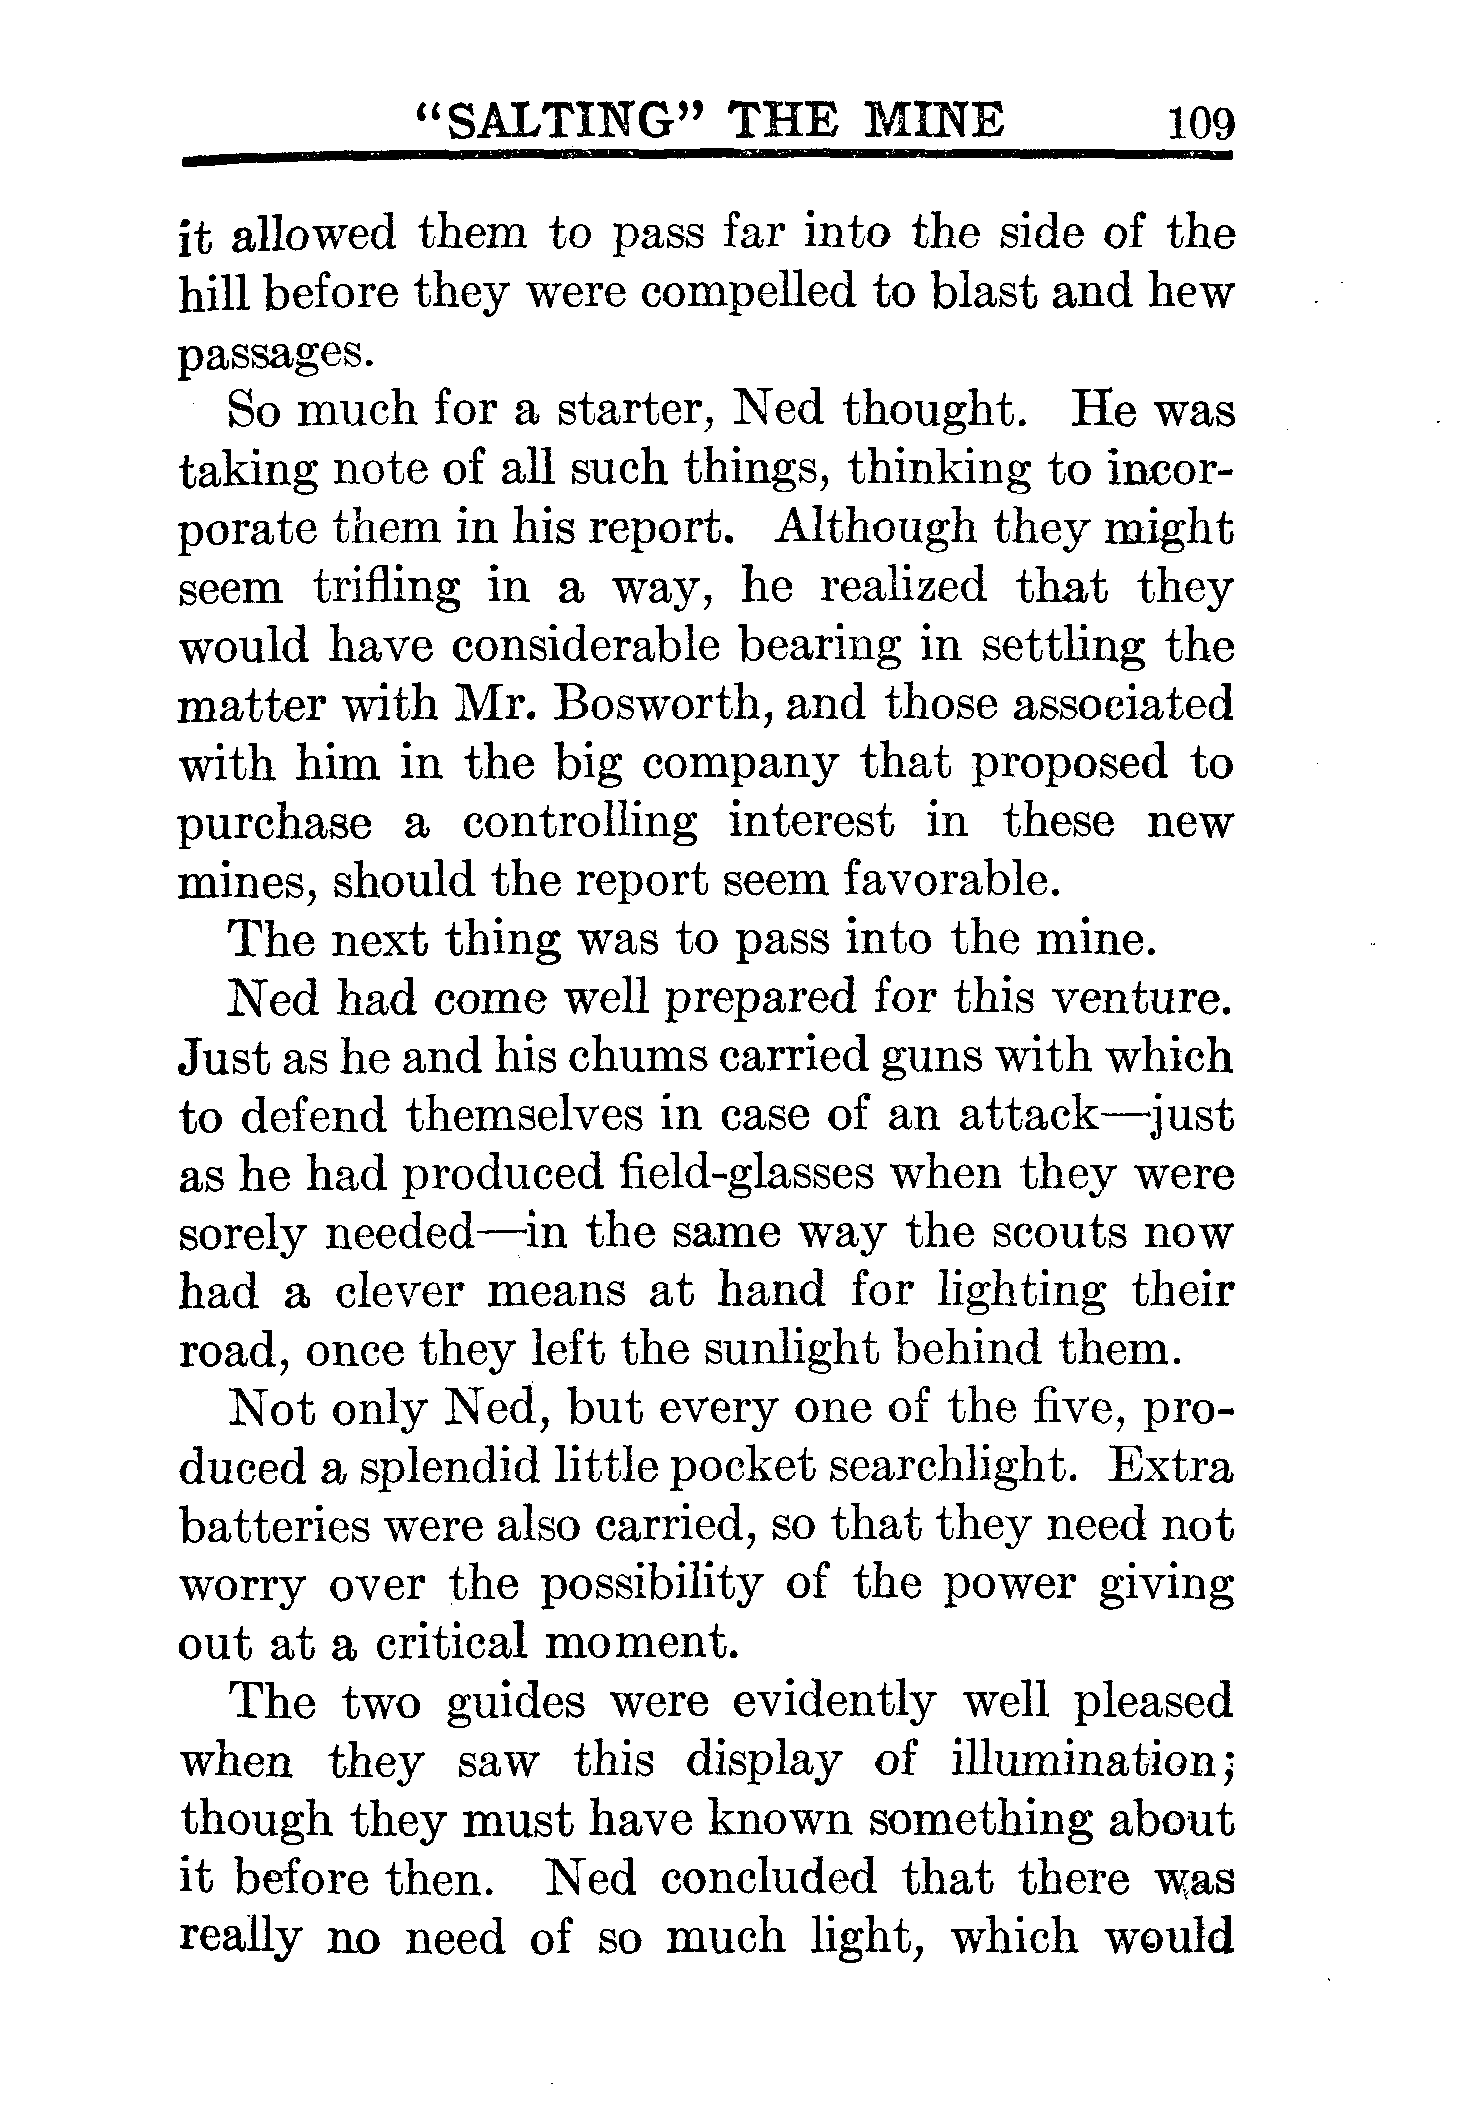 “SALTING” THE MINE 109
it allowed them to pass far into the side of the
hill before they were compelled to blast and hew
passages.
So much for a starter, Ned thought. He was
taking note of all such things, thinking to incor-
porate them in his report. Although they might
seem trifling in a way, he realized that they
would have considerable bearing in settling the
matter with Mr. Bosworth, and those associated
with him in the big company that proposed to
purchase a controlling interest in these new
mines, should the report seem favorable.
The next thing was to pass into the mine.
Ned had come well prepared for this venture.
Just as he and his chums carried guns with which
to defend themselves in case of an attack—just
as he had produced field-glasses when they were
sorely needed—in the same way the scouts now
had a clever means at hand for lighting their
road, once they left the sunlight behind them.
Not only Ned, but every one of the five, pro-
duced a splendid little pocket searchlight. Extra
batteries were also carried, so that they need not
worry over the possibility of the power giving
out at a critical moment.
The two guides were evidently well pleased
when they saw this display of illumination;
though they must have known something about
it before then. Ned concluded that there was
really no need of so much light, which would